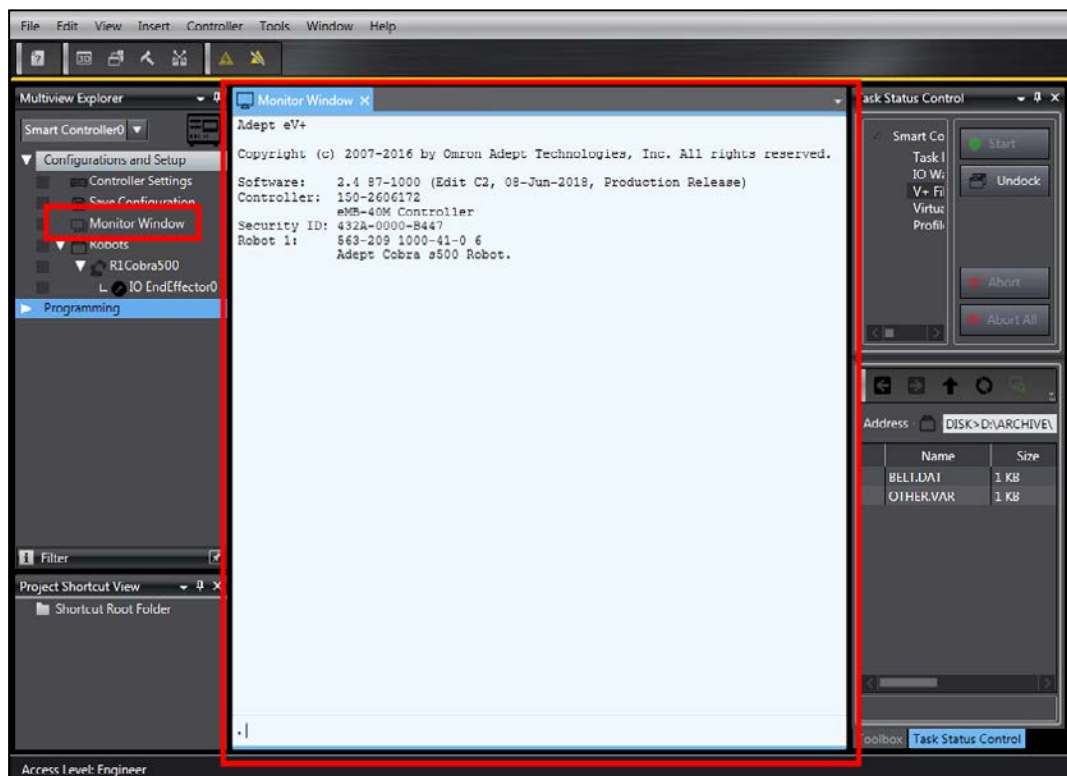 File Edit View Insert Controller Tools Window Help
Multiview Explorer
Smart Controller0
Configurations and Setup
Controller Settings
Save Configuration
Monitor Window
Robots
R1Cobra500
IO EndEffector0
Programming
Filter
Project Shortcut View
Shortcut Root Folder
Monitor Window
Adept eV+
Copyright (c) 2007-2016 by Omron Adept Technologies, Inc. All rights reserved.
Software: 2.4 87-1000 (Edit C2, 08-Jun-2018, Production Release)
Controller: 150-2606172
eMB-40M Controller
Security ID: 432A-0000-B447
Robot 1: 563-209 1000-41-0 6
Adept Cobra s500 Robot.
.
Task Status Control
Smart Co
Task I
IO Wa
V+ Fi
Virtua
Profil
Start
Undock
Abort
Abort All
Address DISK>D:\ARCHIVE\
Name Size
BELT.DAT 1 KB
OTHER.VAR 1 KB
Toolbox Task Status Control
Access Level: Engineer